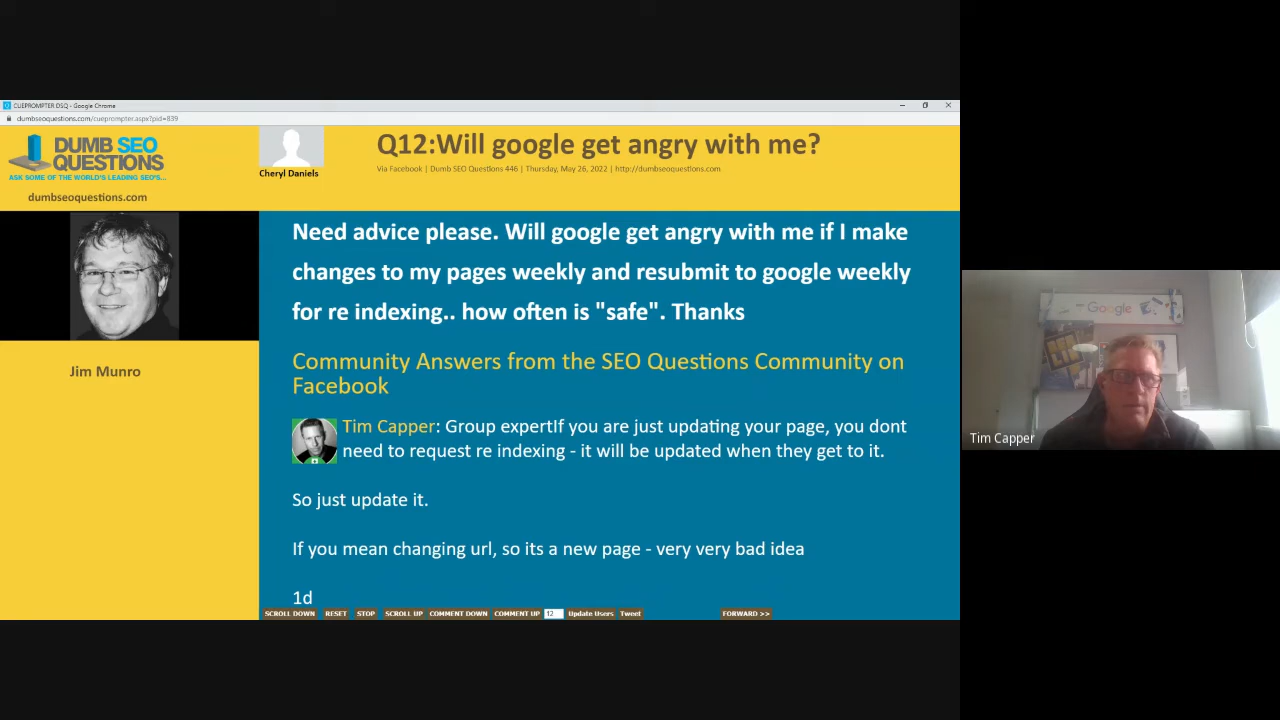 CUEPROMPTER DSQ - Google Chrome
dumbseoquestions.com/cueprompter.aspx?pid=839
DUMB SEO
QUESTIONS
ASK SOME OF THE WORLD'S LEADING SEO'S...
dumbseoquestions.com
Cheryl Daniels
Q12:Will google get angry with me?
Via Facebook | Dumb SEO Questions 446 | Thursday, May 26, 2022 | http://dumbseoquestions.com
Jim Munro
Need advice please. Will google get angry with me if I make
changes to my pages weekly and resubmit to google weekly
for re indexing.. how often is "safe". Thanks
Community Answers from the SEO Questions Community on
Facebook
Tim Capper: Group expertIf you are just updating your page, you dont
need to request re indexing - it will be updated when they get to it.
So just update it.
If you mean changing url, so its a new page - very very bad idea
1d
SCROLL DOWN RESET STOP SCROLL UP COMMENT DOWN COMMENT UP 12 Update Users Tweet FORWARD >>
Google
Tim Capper